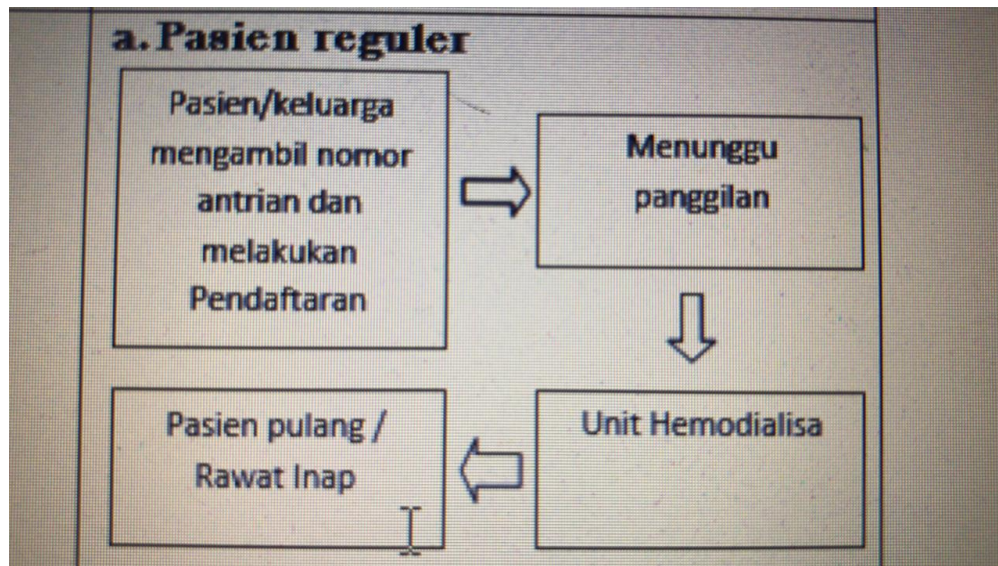 a. Pasien reguler
Pasien/keluarga
mengambil nomor
antrian dan
melakukan
Pendaftaran
Menunggu
panggilan
Unit Hemodialisa
Pasien pulang /
Rawat Inap